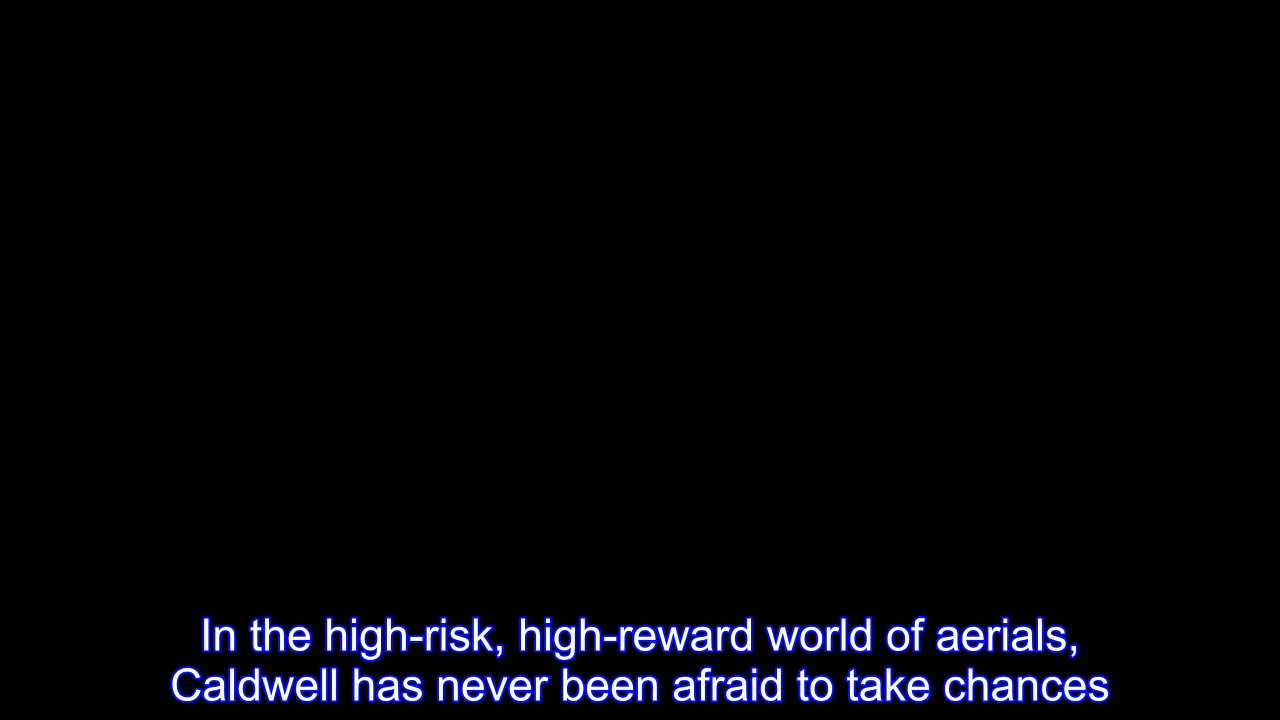 In the high-risk, high-reward world of aerials,
Caldwell has never been afraid to take chances